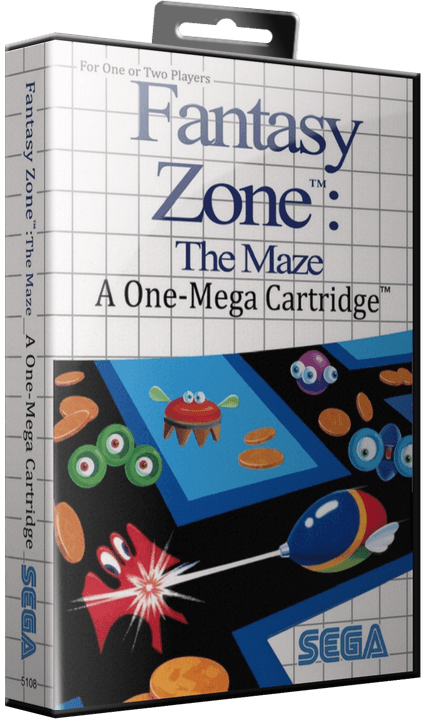 For One or Two Players
Fantasy
Zone™:
The Maze
A One-Mega Cartridge™
SEGA
Fantasy Zone™: The Maze A One-Mega Cartridge SEGA
5108